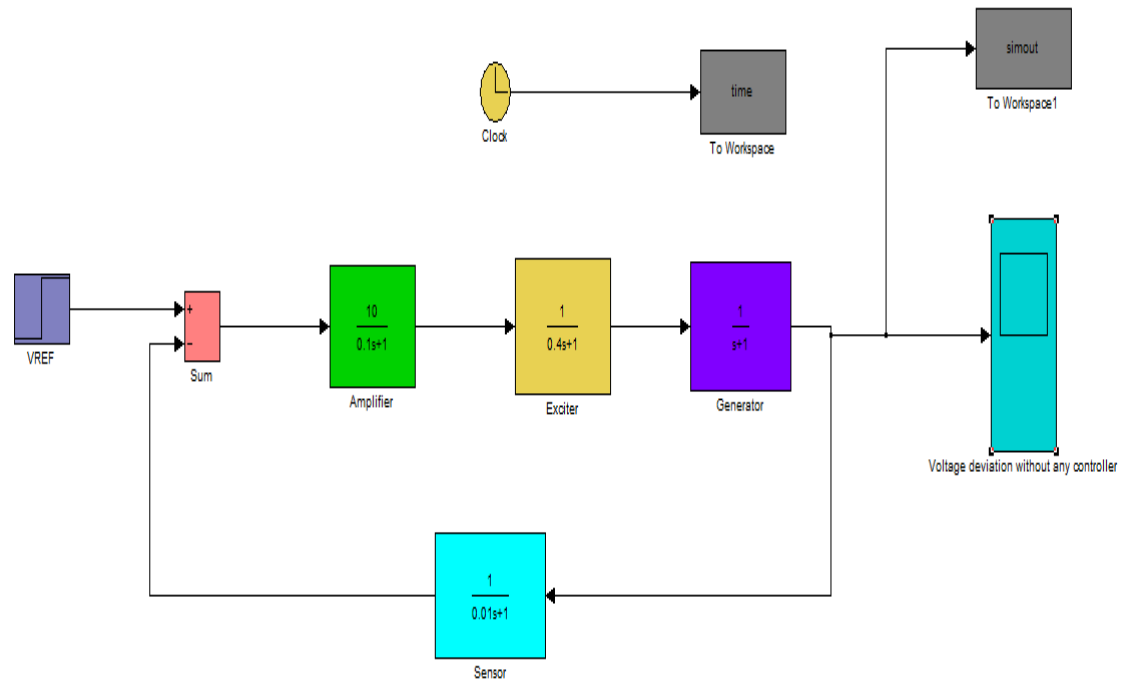 simout
To Workspace1
time
To Workspace
Clock
VREF
+
−
Sum
10
0.1s+1
Amplifier
1
0.4s+1
Exciter
1
s+1
Generator
Voltage deviation without any controller
1
0.01s+1
Sensor